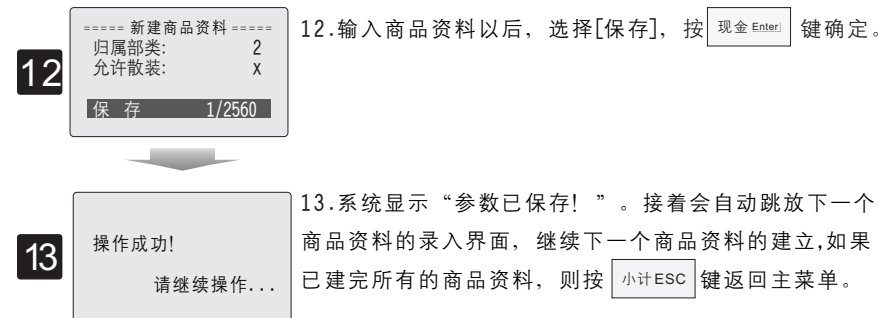 12
===== 新建商品资料 =====
归属部类: 2
允许散装: x
保 存 1/2560
12.输入商品资料以后，选择[保存]，按 现金 Enter 键确定。
13
操作成功!
请继续操作...
13.系统显示“参数已保存! ”。接着会自动跳放下一个
商品资料的录入界面，继续下一个商品资料的建立,如果
已建完所有的商品资料，则按 小计ESC 键返回主菜单。